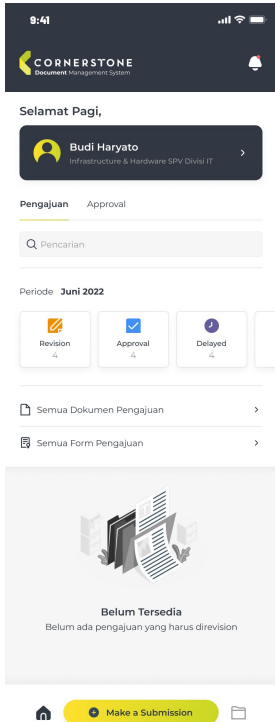 9:41
CORNERSTONE
Document Management System
Selamat Pagi,
Budi Haryato
Infrastructure & Hardware SPV Divisi IT
Pengajuan Approval
Pencarian
Periode Juni 2022
Revision Approval Delayed
4 4 4
Semua Dokumen Pengajuan
Semua Form Pengajuan
Belum Tersedia
Belum ada pengajuan yang harus direvision
Make a Submission